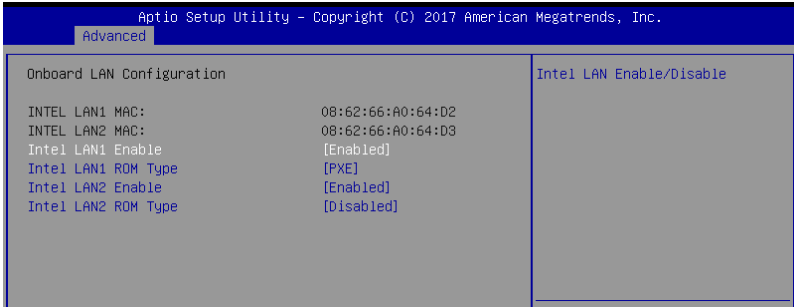 Aptio Setup Utility – Copyright (C) 2017 American Megatrends, Inc.
Advanced
Onboard LAN Configuration
Intel LAN Enable/Disable
INTEL LAN1 MAC: 08:62:66:A0:64:D2
INTEL LAN2 MAC: 08:62:66:A0:64:D3
Intel LAN1 Enable [Enabled]
Intel LAN1 ROM Type [PXE]
Intel LAN2 Enable [Enabled]
Intel LAN2 ROM Type [Disabled]